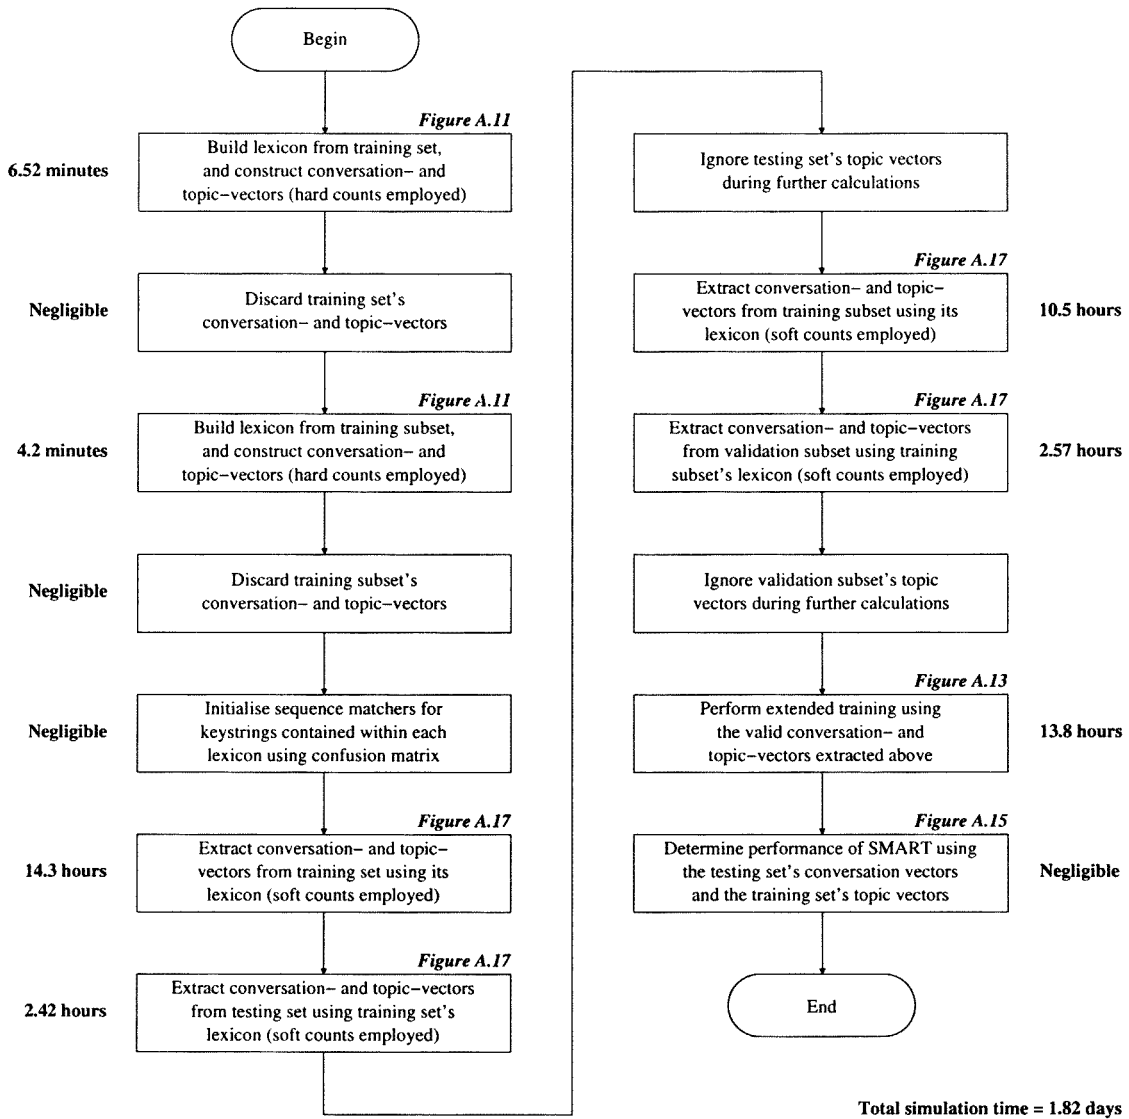 Begin
Figure A.11
6.52 minutes
Build lexicon from training set,
and construct conversation– and
topic–vectors (hard counts employed)
Negligible
Discard training set's
conversation– and topic–vectors
Figure A.11
4.2 minutes
Build lexicon from training subset,
and construct conversation– and
topic–vectors (hard counts employed)
Negligible
Discard training subset's
conversation– and topic–vectors
Negligible
Initialise sequence matchers for
keystrings contained within each
lexicon using confusion matrix
Figure A.17
14.3 hours
Extract conversation– and topic–
vectors from training set using its
lexicon (soft counts employed)
Figure A.17
2.42 hours
Extract conversation– and topic–vectors
from testing set using training set's
lexicon (soft counts employed)
Ignore testing set's topic vectors
during further calculations
Figure A.17
Extract conversation– and topic–
vectors from training subset using its
lexicon (soft counts employed)
10.5 hours
Figure A.17
Extract conversation– and topic–vectors
from validation subset using training
subset's lexicon (soft counts employed)
2.57 hours
Ignore validation subset's topic
vectors during further calculations
Figure A.13
Perform extended training using
the valid conversation– and
topic–vectors extracted above
13.8 hours
Figure A.15
Determine performance of SMART using
the testing set's conversation vectors
and the training set's topic vectors
Negligible
End
Total simulation time = 1.82 days